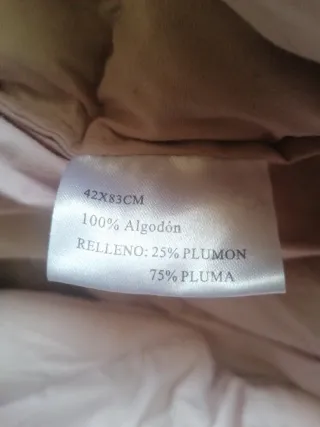 42X83CM
100% Algodón
RELLENO: 25% PLUMON
75% PLUMA